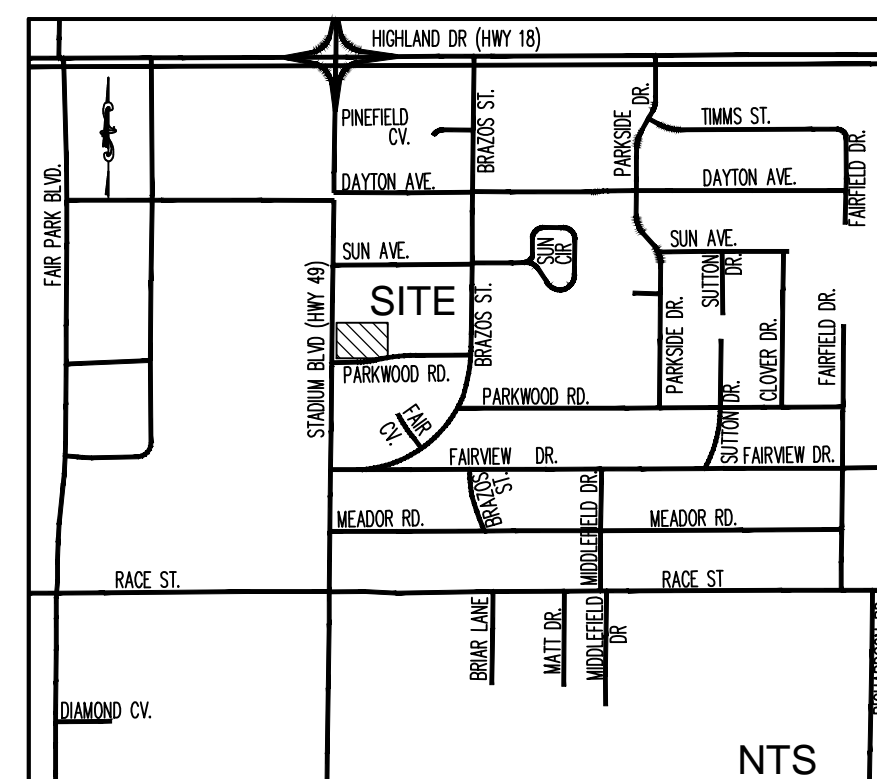 HIGHLAND DR (HWY 18)
PINEFIELD
CV.
BRAZOS ST.
PARKSIDE
DR.
TIMMS ST.
FAIRFIELD DR.
DAYTON AVE.
DAYTON AVE.
FAIR PARK BLVD.
SUN AVE.
SUN
CIR
SUN AVE.
SUTTON
DR.
STADIUM BLVD (HWY 49)
SITE
BRAZOS ST.
PARKSIDE DR.
CLOVER DR.
FAIRFIELD DR.
PARKWOOD RD.
PARKWOOD RD.
FAIR
CV.
SUTTON DR.
FAIRVIEW DR.
FAIRVIEW DR.
BRAZOS
ST.
MEADOR RD.
MIDDLEFIELD DR.
MEADOR RD.
RACE ST.
RACE ST
BRIAR LANE
MATT DR.
MIDDLEFIELD
DR
DIAMOND CV.
NTS